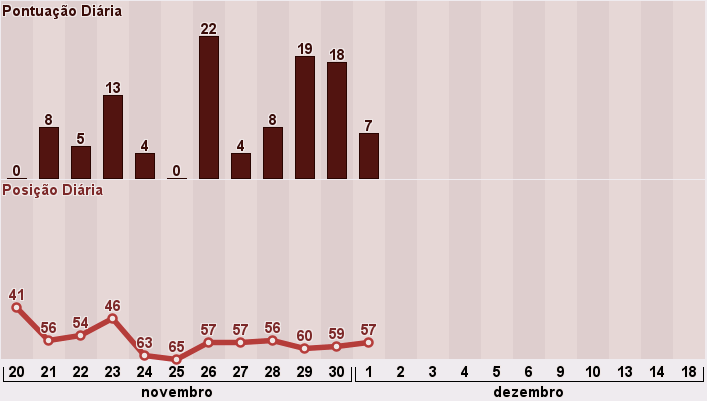 Pontuação Diária
0 8 5 13 4 0 22 4 8 19 18 7
Posição Diária
41 56 54 46 63 65 57 57 56 60 59 57
20 21 22 23 24 25 26 27 28 29 30 1 2 3 4 5 6 9 10 13 14 18
novembro dezembro